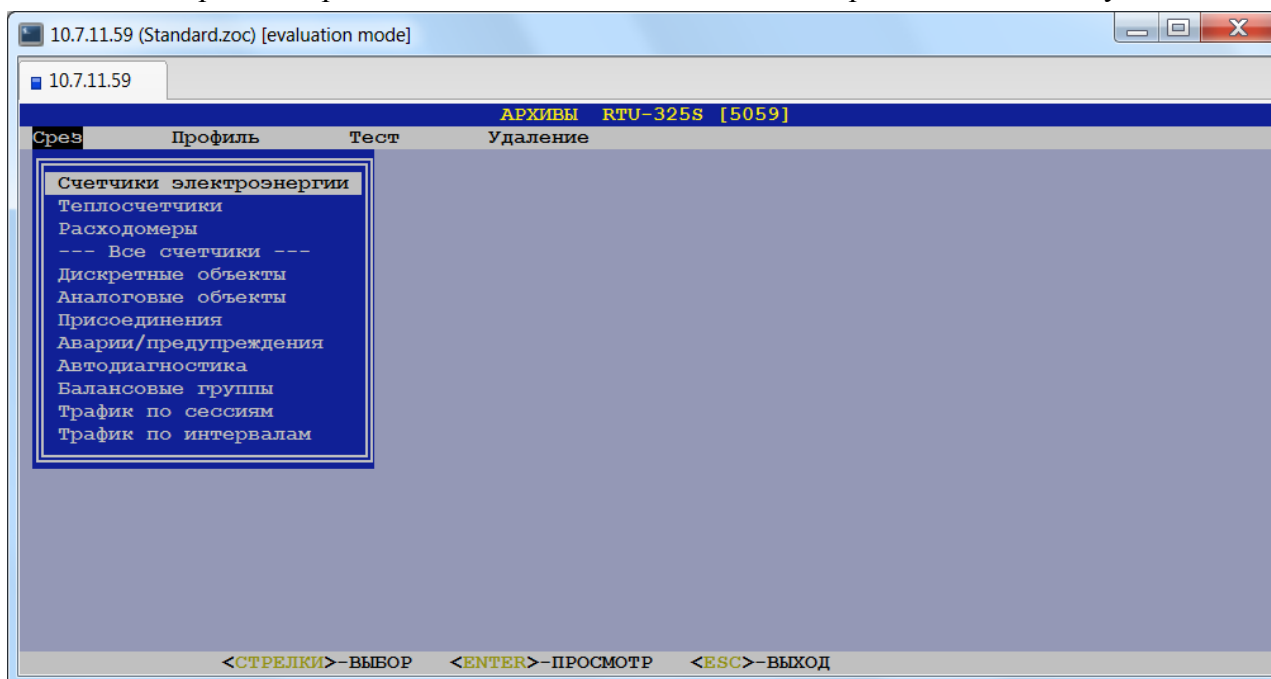 10.7.11.59 (Standard.zoc) [evaluation mode]
10.7.11.59
АРХИВЫ RTU-325S [5059]
Срез Профиль Тест Удаление
Счетчики электроэнергии
Теплосчетчики
Расходомеры
--- Все счетчики ---
Дискретные объекты
Аналоговые объекты
Присоединения
Аварии/предупреждения
Автодиагностика
Балансовые группы
Трафик по сессиям
Трафик по интервалам
<СТРЕЛКИ>-ВЫБОР <ENTER>-ПРОСМОТР <ESC>-ВЫХОД